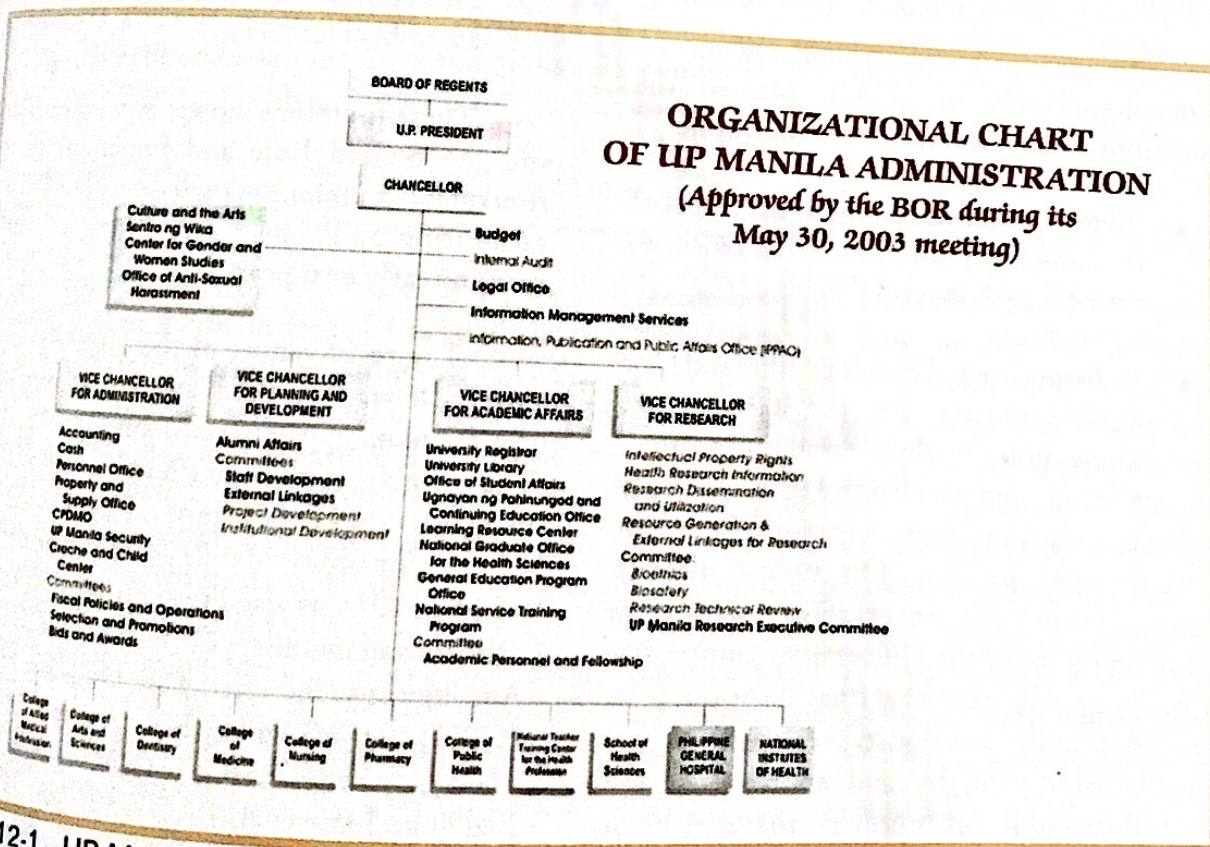 BOARD OF REGENTS
U.P. PRESIDENT
CHANCELLOR
ORGANIZATIONAL CHART
OF UP MANILA ADMINISTRATION
(Approved by the BOR during its
May 30, 2003 meeting)
Culture and the Arts
Sentro ng Wika
Center for Gender and
Women Studies
Office of Anti-Sexual
Harassment
Budget
Internal Audit
Legal Office
Information Management Services
Information, Publication and Public Affairs Office (IPPAO)
VICE CHANCELLOR
FOR ADMINISTRATION
Accounting
Cash
Personnel Office
Property and
Supply Office
CPDMO
UP Manila Security
Creche and Child
Center
Committees
Fiscal Policies and Operations
Selection and Promotions
Bids and Awards
VICE CHANCELLOR
FOR PLANNING AND
DEVELOPMENT
Alumni Affairs
Committees
Staff Development
External Linkages
Project Development
Institutional Development
VICE CHANCELLOR
FOR ACADEMIC AFFAIRS
University Registrar
University Library
Office of Student Affairs
Ugnayan ng Pahinungod and
Continuing Education Office
Learning Resource Center
National Graduate Office
for the Health Sciences
General Education Program
Office
National Service Training
Program
Committee
Academic Personnel and Fellowship
VICE CHANCELLOR
FOR RESEARCH
Intellectual Property Rights
Health Research Information
Research Dissemination
and Utilization
Resource Generation &
External Linkages for Research
Committee:
Bioethics
Biosafety
Research Technical Review
UP Manila Research Executive Committee
College
of Allied
Medical
Profession
College of
Arts and
Sciences
College of
Dentistry
College
of
Medicine
College of
Nursing
College of
Pharmacy
College of
Public
Health
National Teacher
Training Center
for the Health
Profession
School of
Health
Sciences
PHILIPPINE
GENERAL
HOSPITAL
NATIONAL
INSTITUTES
OF HEALTH
12-1 UP